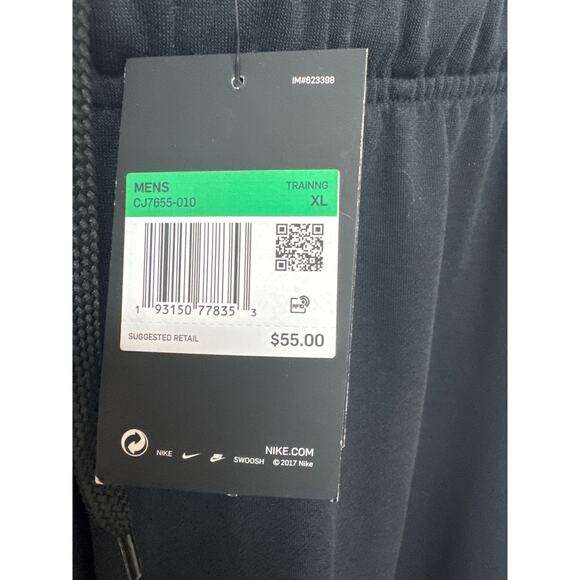 IM#623398
MENS TRAINNG
CJ7655-010 XL
1 93150 77835 3
RFID
SUGGESTED RETAIL $55.00
NIKE SWOOSH NIKE.COM
© 2017 Nike